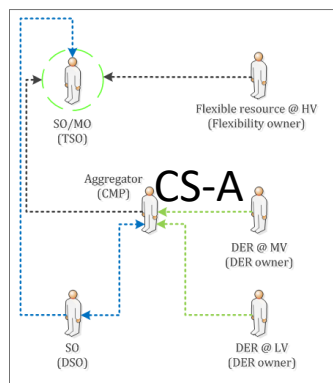 SO/MO
(TSO)
Flexible resource @ HV
(Flexibility owner)
Aggregator
(CMP)
CS-A
DER @ MV
(DER owner)
SO
(DSO)
DER @ LV
(DER owner)